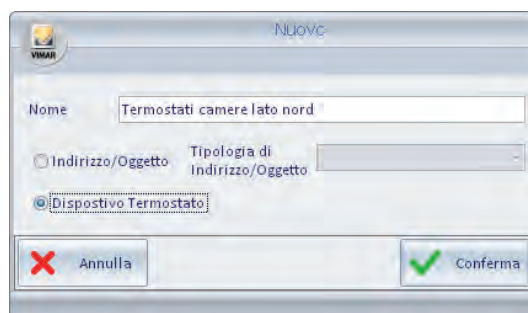 Nuovo
VIMAR
Nome Termostati camere lato nord
Indirizzo/Oggetto Tipologia di
Indirizzo/Oggetto
Dispostivo Termostato
Annulla Conferma